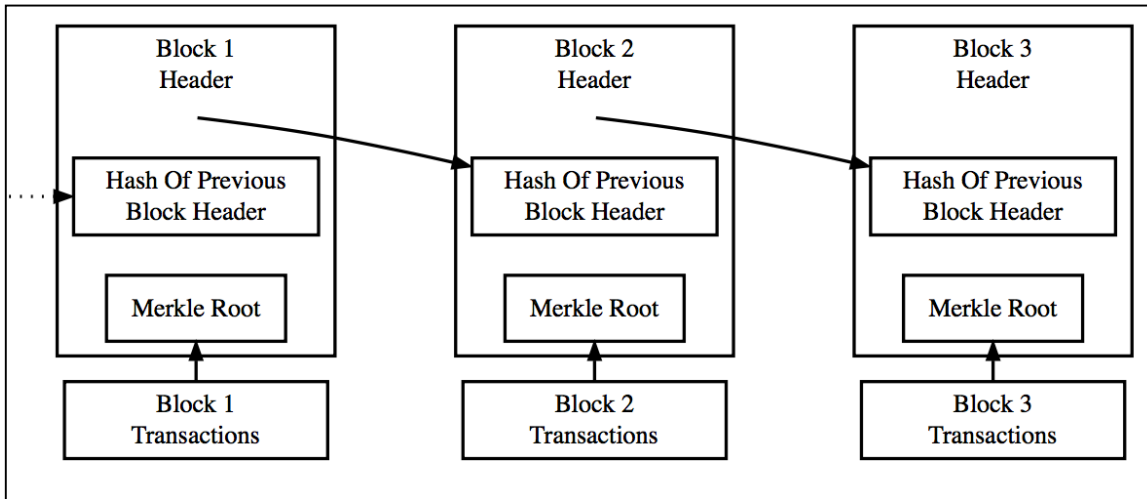 Block 1
Header
Hash Of Previous
Block Header
Merkle Root
Block 1
Transactions
Block 2
Header
Hash Of Previous
Block Header
Merkle Root
Block 2
Transactions
Block 3
Header
Hash Of Previous
Block Header
Merkle Root
Block 3
Transactions